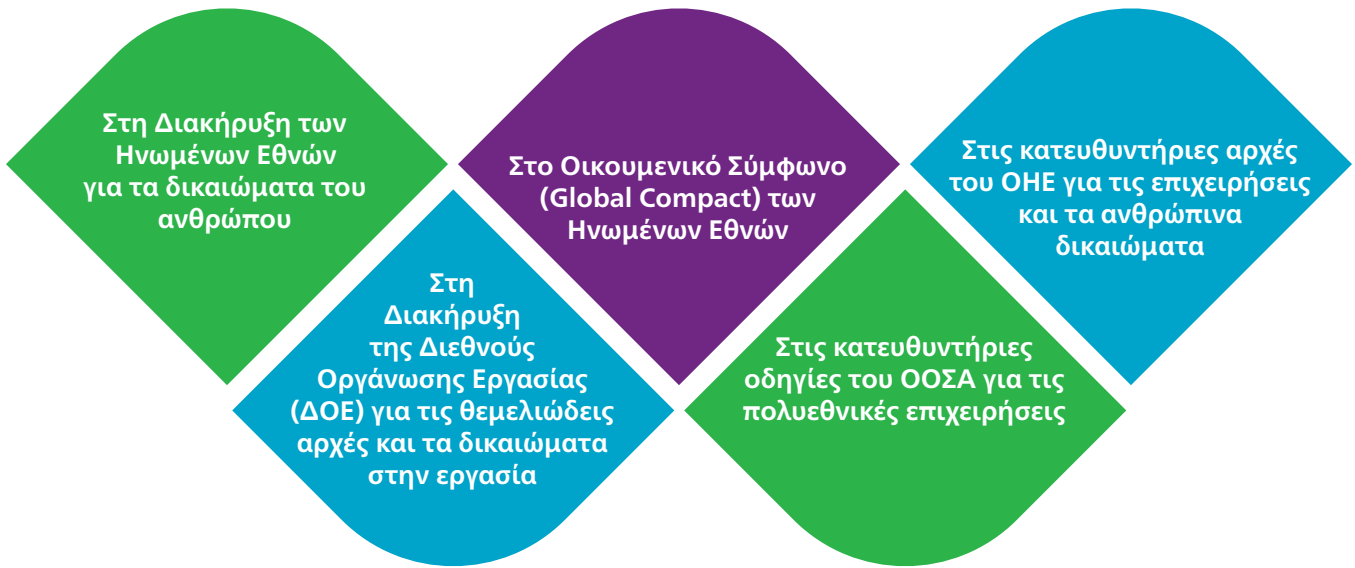 Στη Διακήρυξη των
Ηνωμένων Εθνών
για τα δικαιώματα του
ανθρώπου
Στη
Διακήρυξη
της Διεθνούς
Οργάνωσης Εργασίας
(ΔΟΕ) για τις θεμελιώδεις
αρχές και τα δικαιώματα
στην εργασία
Στο Οικουμενικό Σύμφωνο
(Global Compact) των
Ηνωμένων Εθνών
Στις κατευθυντήριες
οδηγίες του ΟΟΣΑ για τις
πολυεθνικές επιχειρήσεις
Στις κατευθυντήριες αρχές
του ΟΗΕ για τις επιχειρήσεις
και τα ανθρώπινα
δικαιώματα